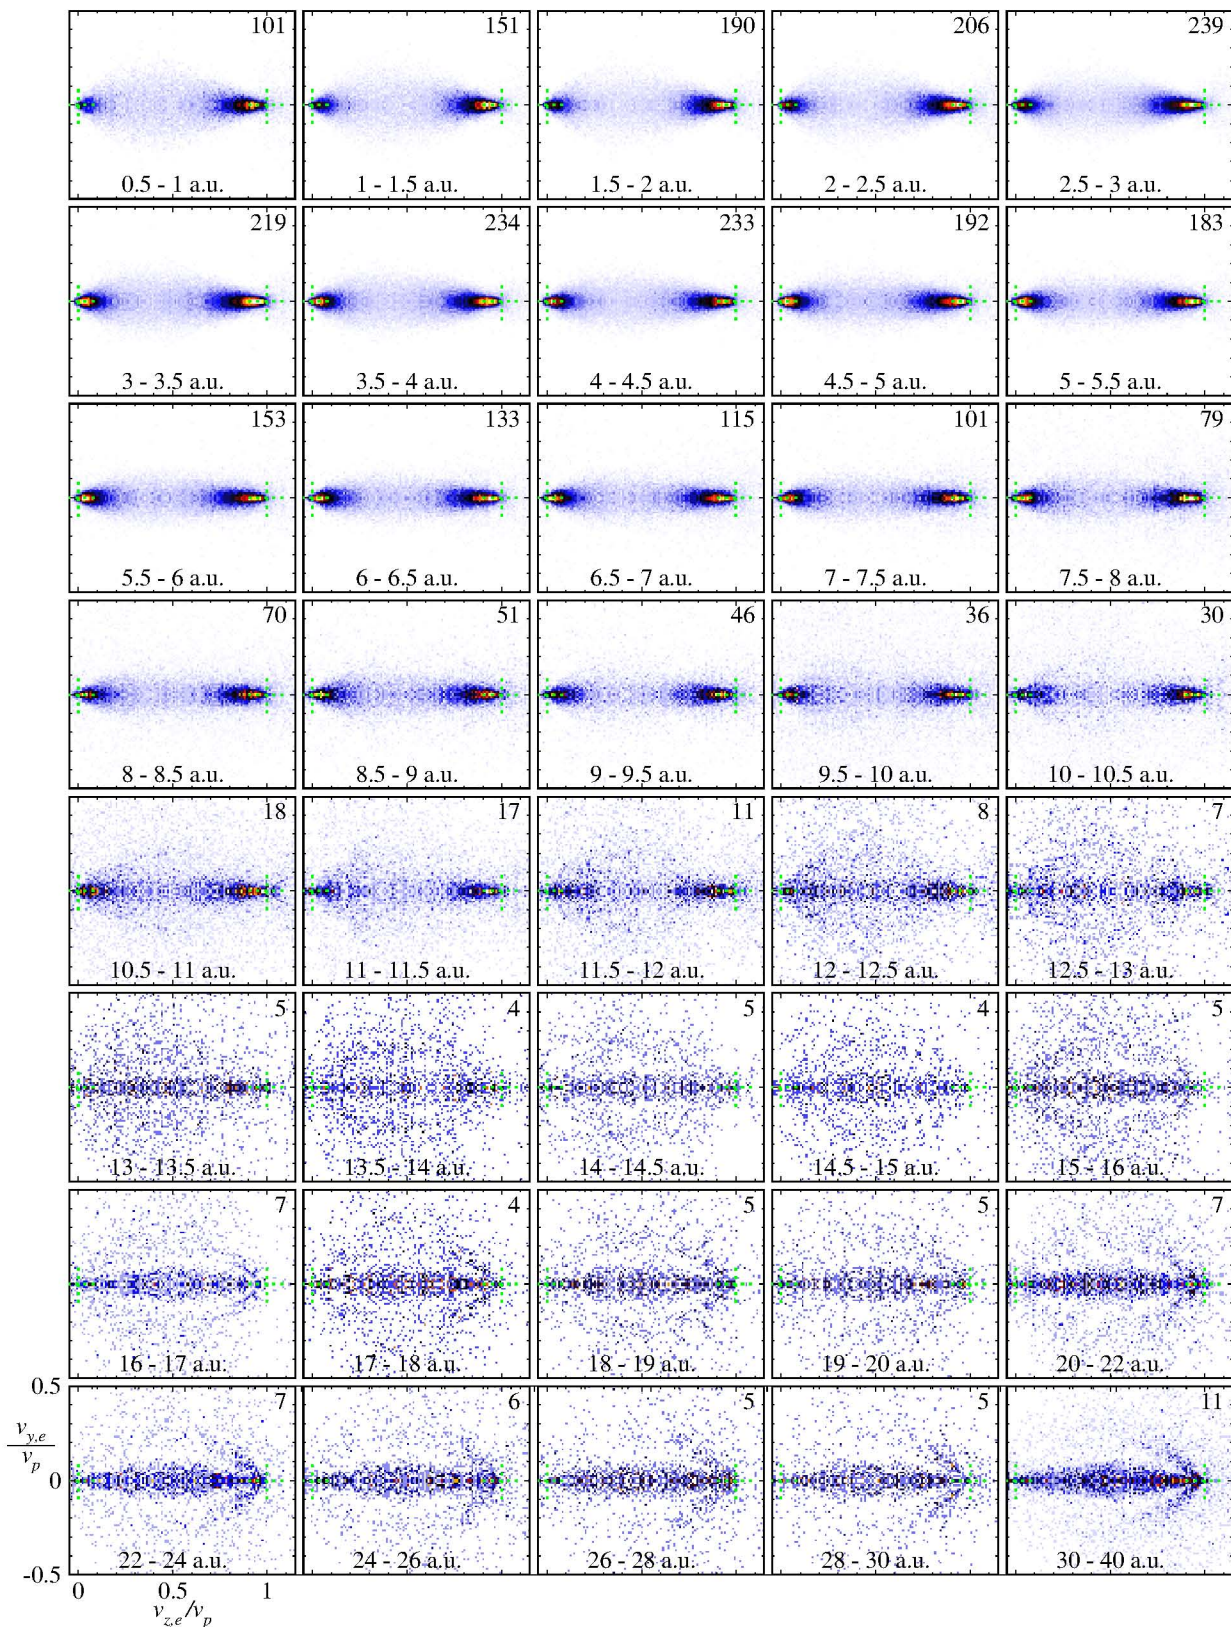 101 151 190 206 239
0.5 - 1 a.u. 1 - 1.5 a.u. 1.5 - 2 a.u. 2 - 2.5 a.u. 2.5 - 3 a.u.
219 234 233 192 183
3 - 3.5 a.u. 3.5 - 4 a.u. 4 - 4.5 a.u. 4.5 - 5 a.u. 5 - 5.5 a.u.
153 133 115 101 79
5.5 - 6 a.u. 6 - 6.5 a.u. 6.5 - 7 a.u. 7 - 7.5 a.u. 7.5 - 8 a.u.
70 51 46 36 30
8 - 8.5 a.u. 8.5 - 9 a.u. 9 - 9.5 a.u. 9.5 - 10 a.u. 10 - 10.5 a.u.
18 17 11 8 7
10.5 - 11 a.u. 11 - 11.5 a.u. 11.5 - 12 a.u. 12 - 12.5 a.u. 12.5 - 13 a.u.
5 4 5 4 5
13 - 13.5 a.u. 13.5 - 14 a.u. 14 - 14.5 a.u. 14.5 - 15 a.u. 15 - 16 a.u.
7 4 5 5 7
16 - 17 a.u. 17 - 18 a.u. 18 - 19 a.u. 19 - 20 a.u. 20 - 22 a.u.
0.5 7 6 5 5 11
v_{y,e}
v_p
0
22 - 24 a.u. 24 - 26 a.u. 26 - 28 a.u. 28 - 30 a.u. 30 - 40 a.u.
-0.5
0 0.5 1
v_{z,e}/v_p